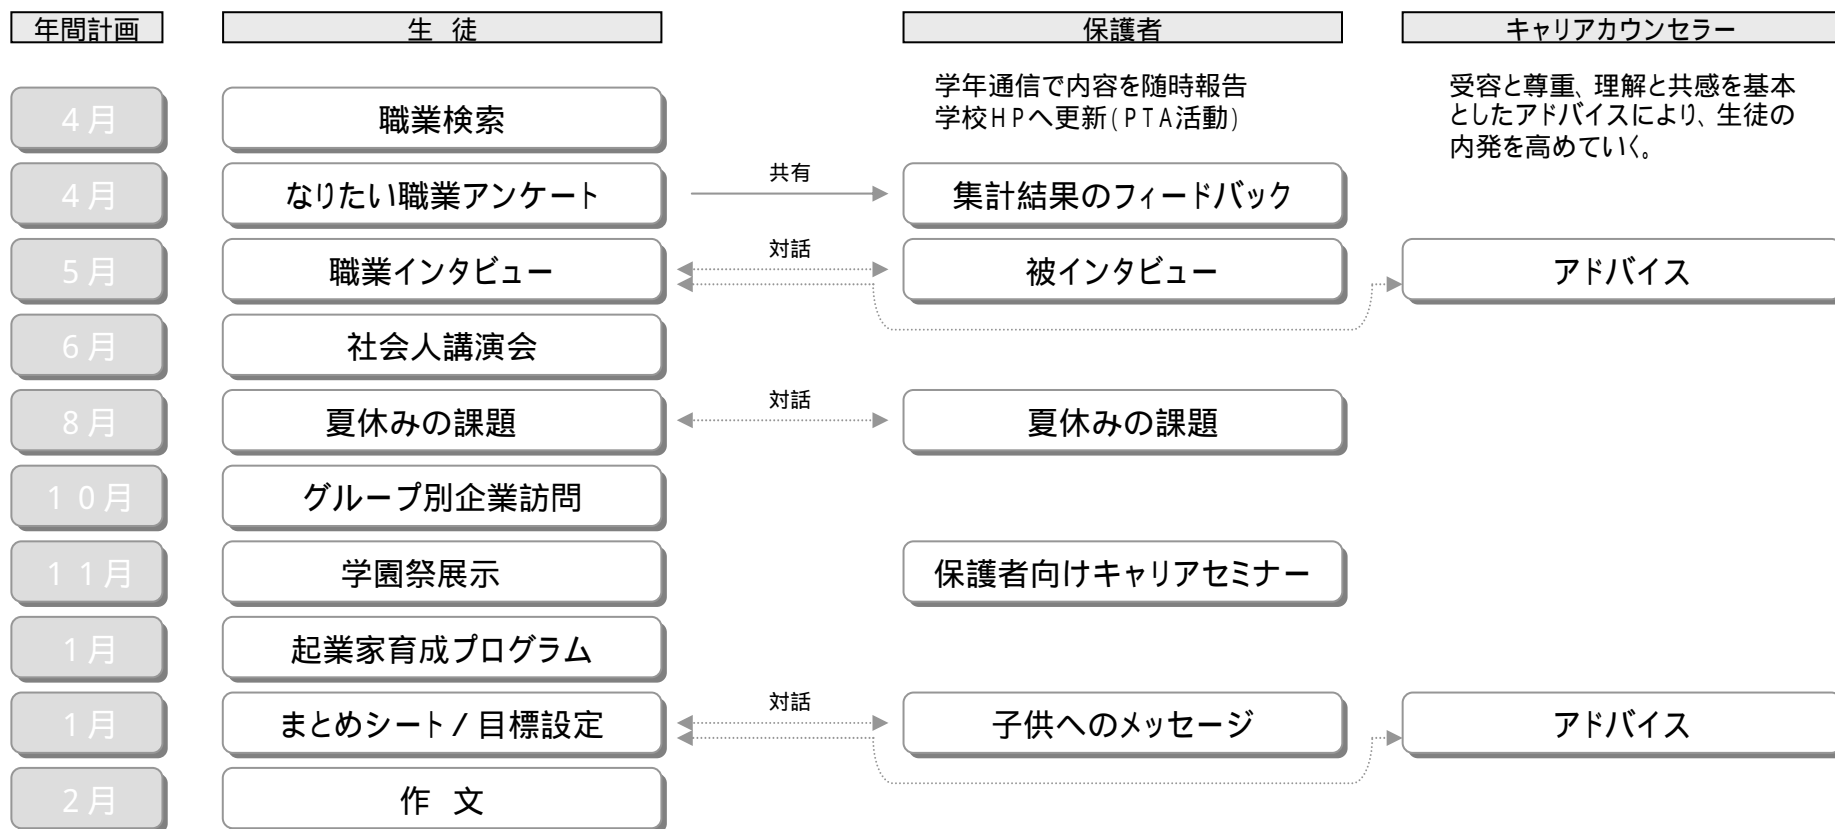 年間計画
生 徒
保護者
キャリアカウンセラー
学年通信で内容を随時報告
学校HPへ更新(PTA活動)
受容と尊重、理解と共感を基本
としたアドバイスにより、生徒の
内発を高めていく。
4月
職業検索
4月
なりたい職業アンケート
共有
集計結果のフィードバック
5月
職業インタビュー
対話
被インタビュー
アドバイス
6月
社会人講演会
8月
夏休みの課題
対話
夏休みの課題
10月
グループ別企業訪問
11月
学園祭展示
保護者向けキャリアセミナー
1月
起業家育成プログラム
1月
まとめシート/目標設定
対話
子供へのメッセージ
アドバイス
2月
作 文